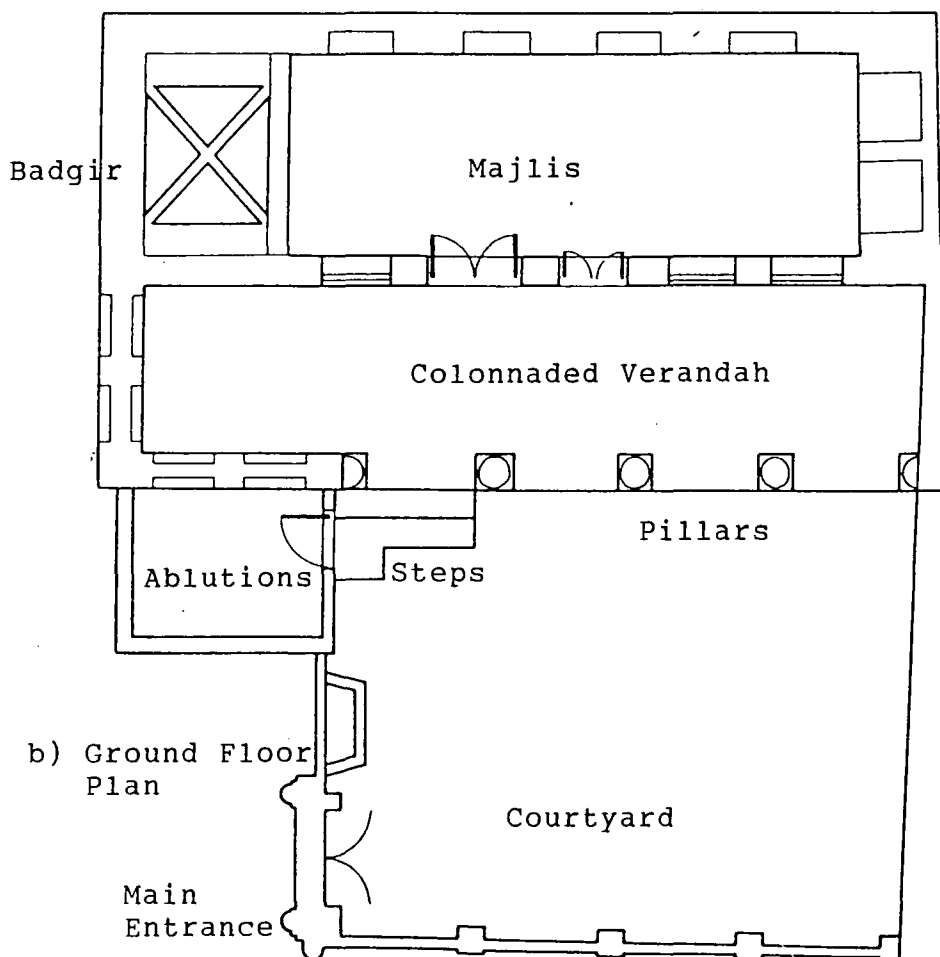 Badgir
Majlis
Colonnaded Verandah
Pillars
Ablutions
Steps
b) Ground Floor
Plan
Courtyard
Main
Entrance